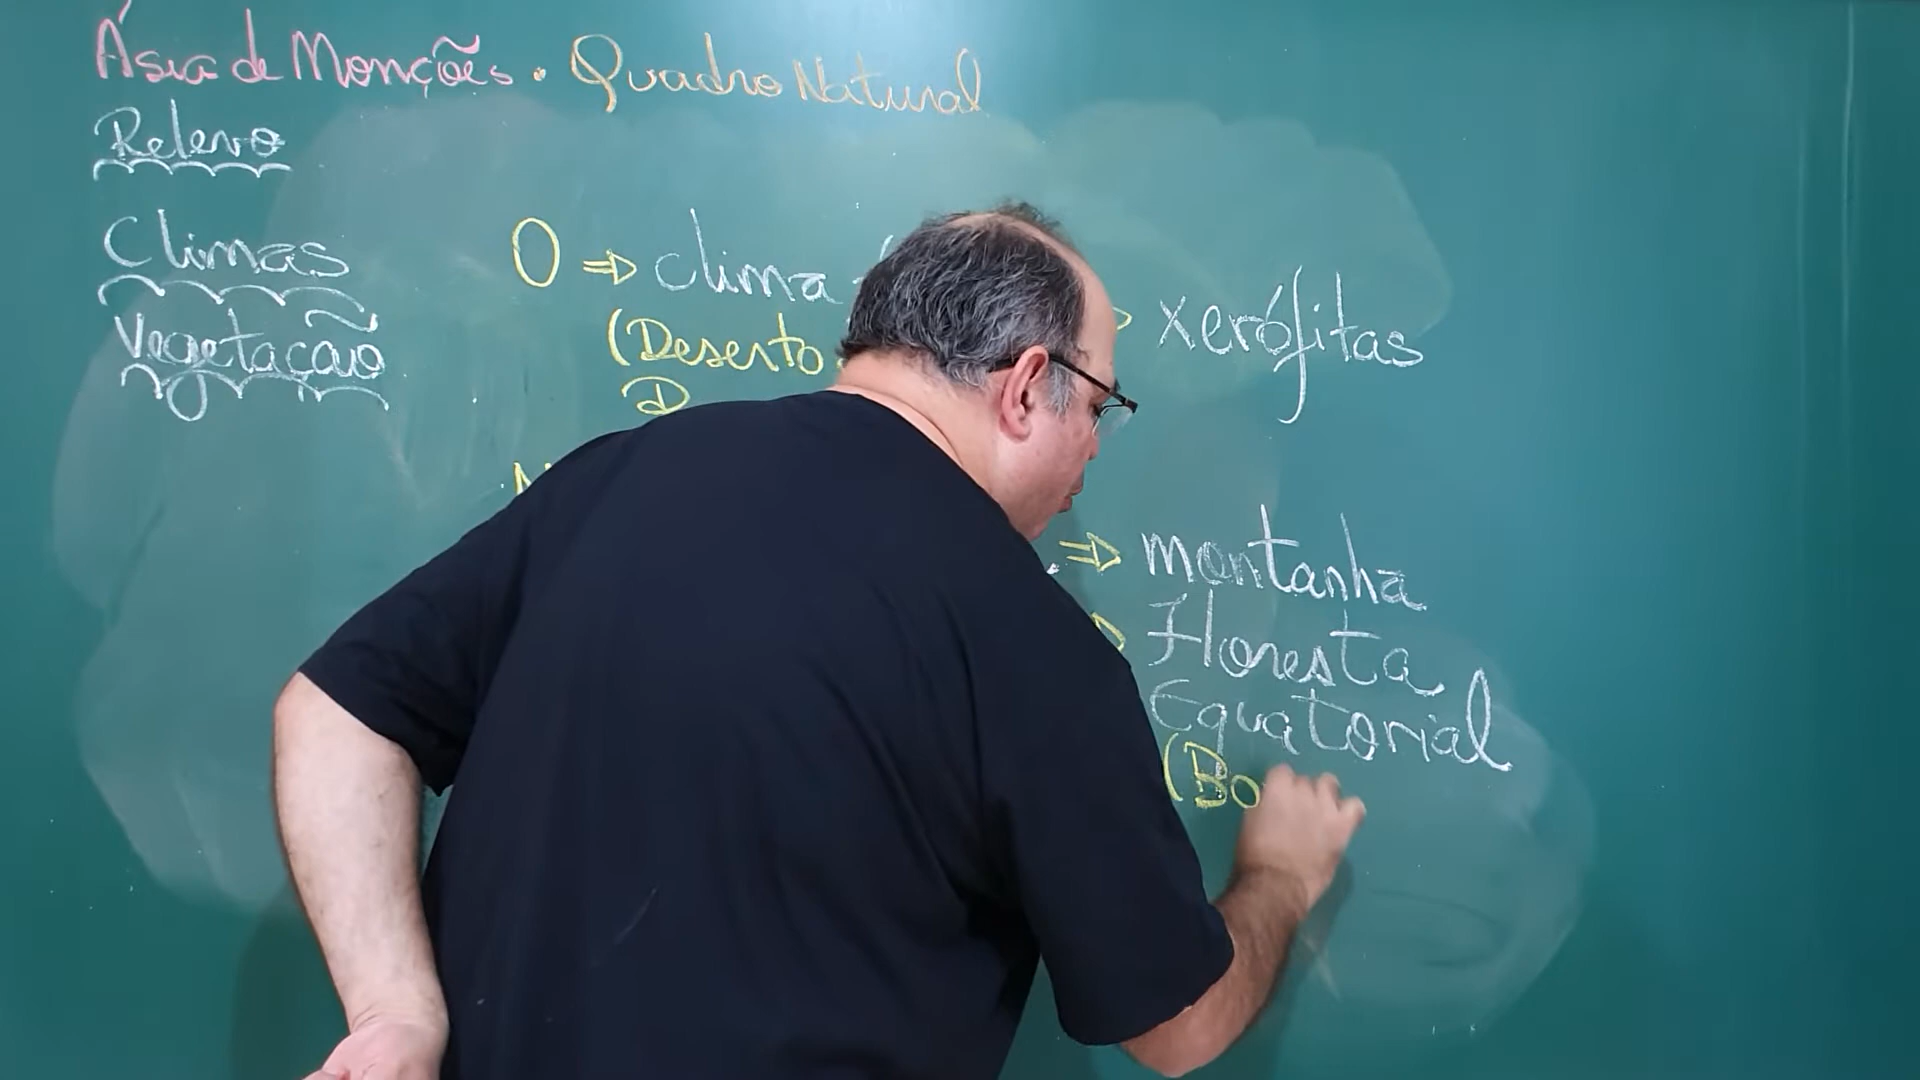 Ásia de Monções • Quadro Natural
Relevo
Climas
Vegetação
O ⇒ clima
(Deserto
xerófitas
⇒ montanha
Floresta
Equatorial
(Bo